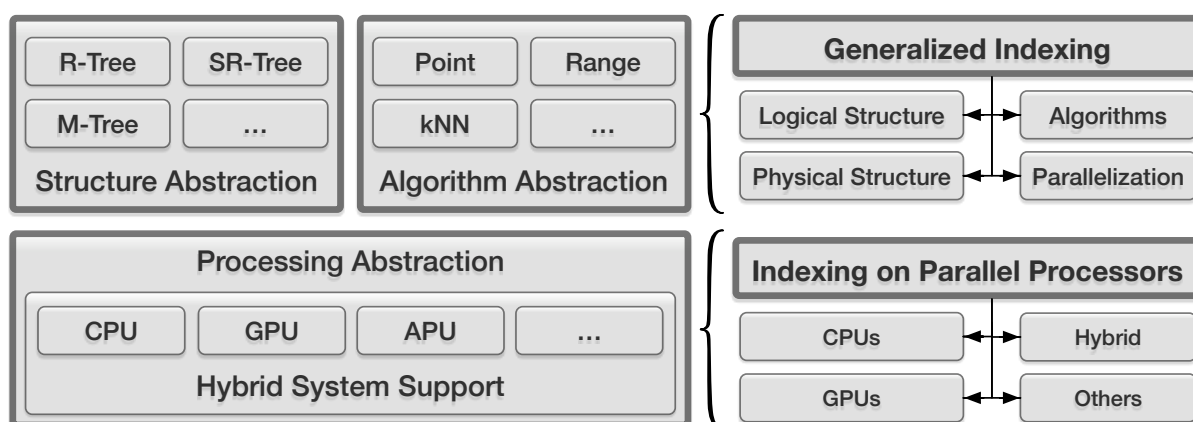 R-Tree
SR-Tree
M-Tree
...
Structure Abstraction
Point
Range
kNN
...
Algorithm Abstraction
Generalized Indexing
Logical Structure
Algorithms
Physical Structure
Parallelization
Processing Abstraction
CPU
GPU
APU
...
Hybrid System Support
Indexing on Parallel Processors
CPUs
Hybrid
GPUs
Others